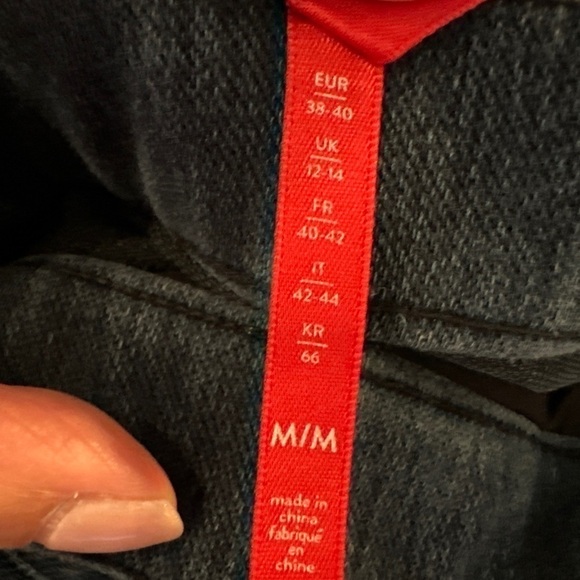 EUR
38-40
UK
12-14
FR
40-42
IT
42-44
KR
66
M/M
made in
china
fabriqué
en
chine